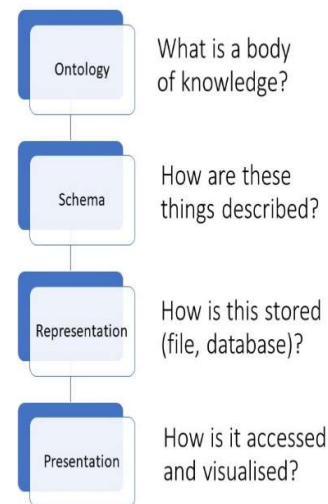 Ontology
What is a body
of knowledge?
Schema
How are these
things described?
Representation
How is this stored
(file, database)?
Presentation
How is it accessed
and visualised?